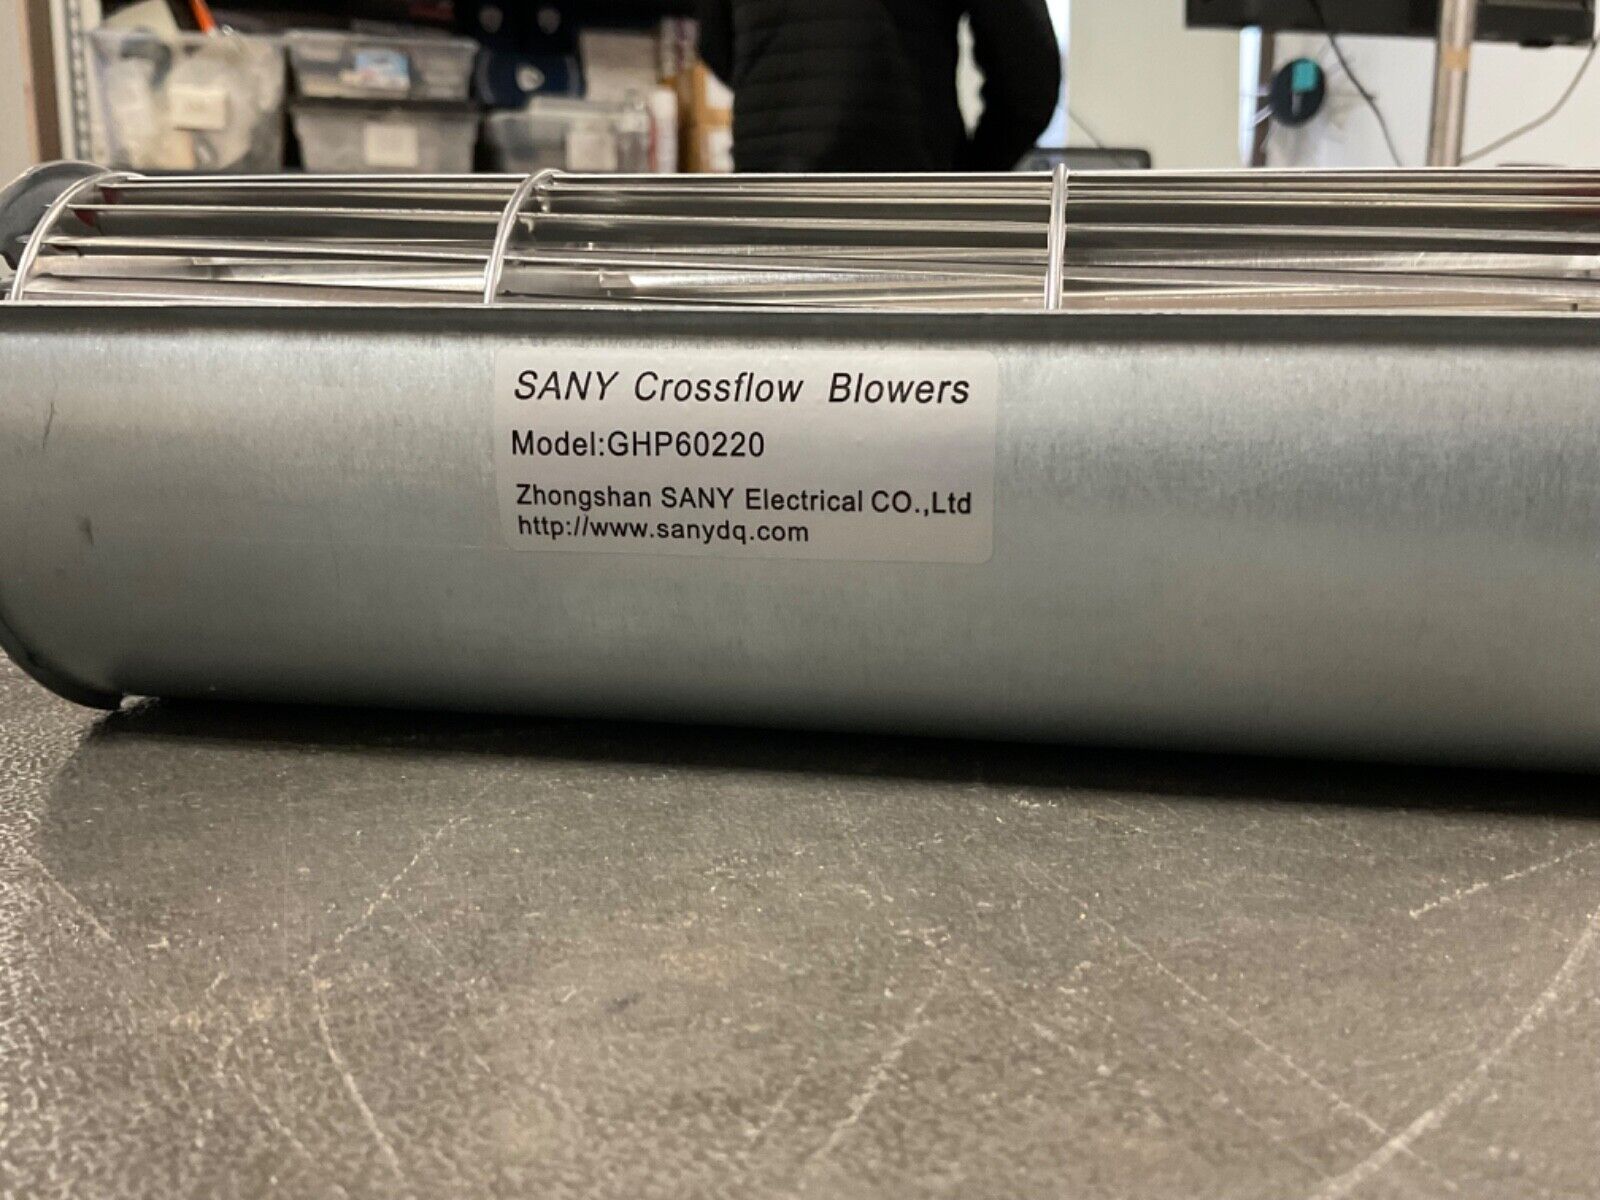 SANY Crossflow Blowers
Model:GHP60220
Zhongshan SANY Electrical CO.,Ltd
http://www.sanydq.com